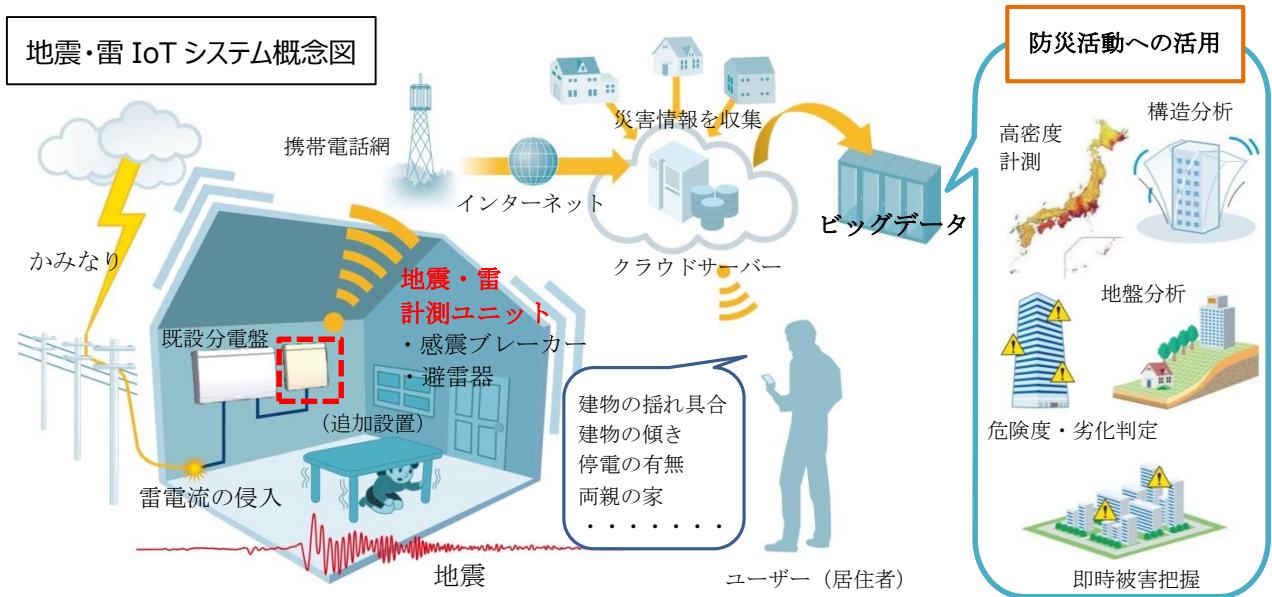 地震・雷 IoT システム概念図
防災活動への活用
災害情報を収集
携帯電話網
インターネット
クラウドサーバー
ビッグデータ
高密度
計測
構造分析
地盤分析
危険度・劣化判定
即時被害把握
かみなり
既設分電盤
地震・雷
計測ユニット
・感震ブレーカー
・避雷器
（追加設置）
雷電流の侵入
地震
建物の揺れ具合
建物の傾き
停電の有無
両親の家
・・・・・・・
ユーザー（居住者）